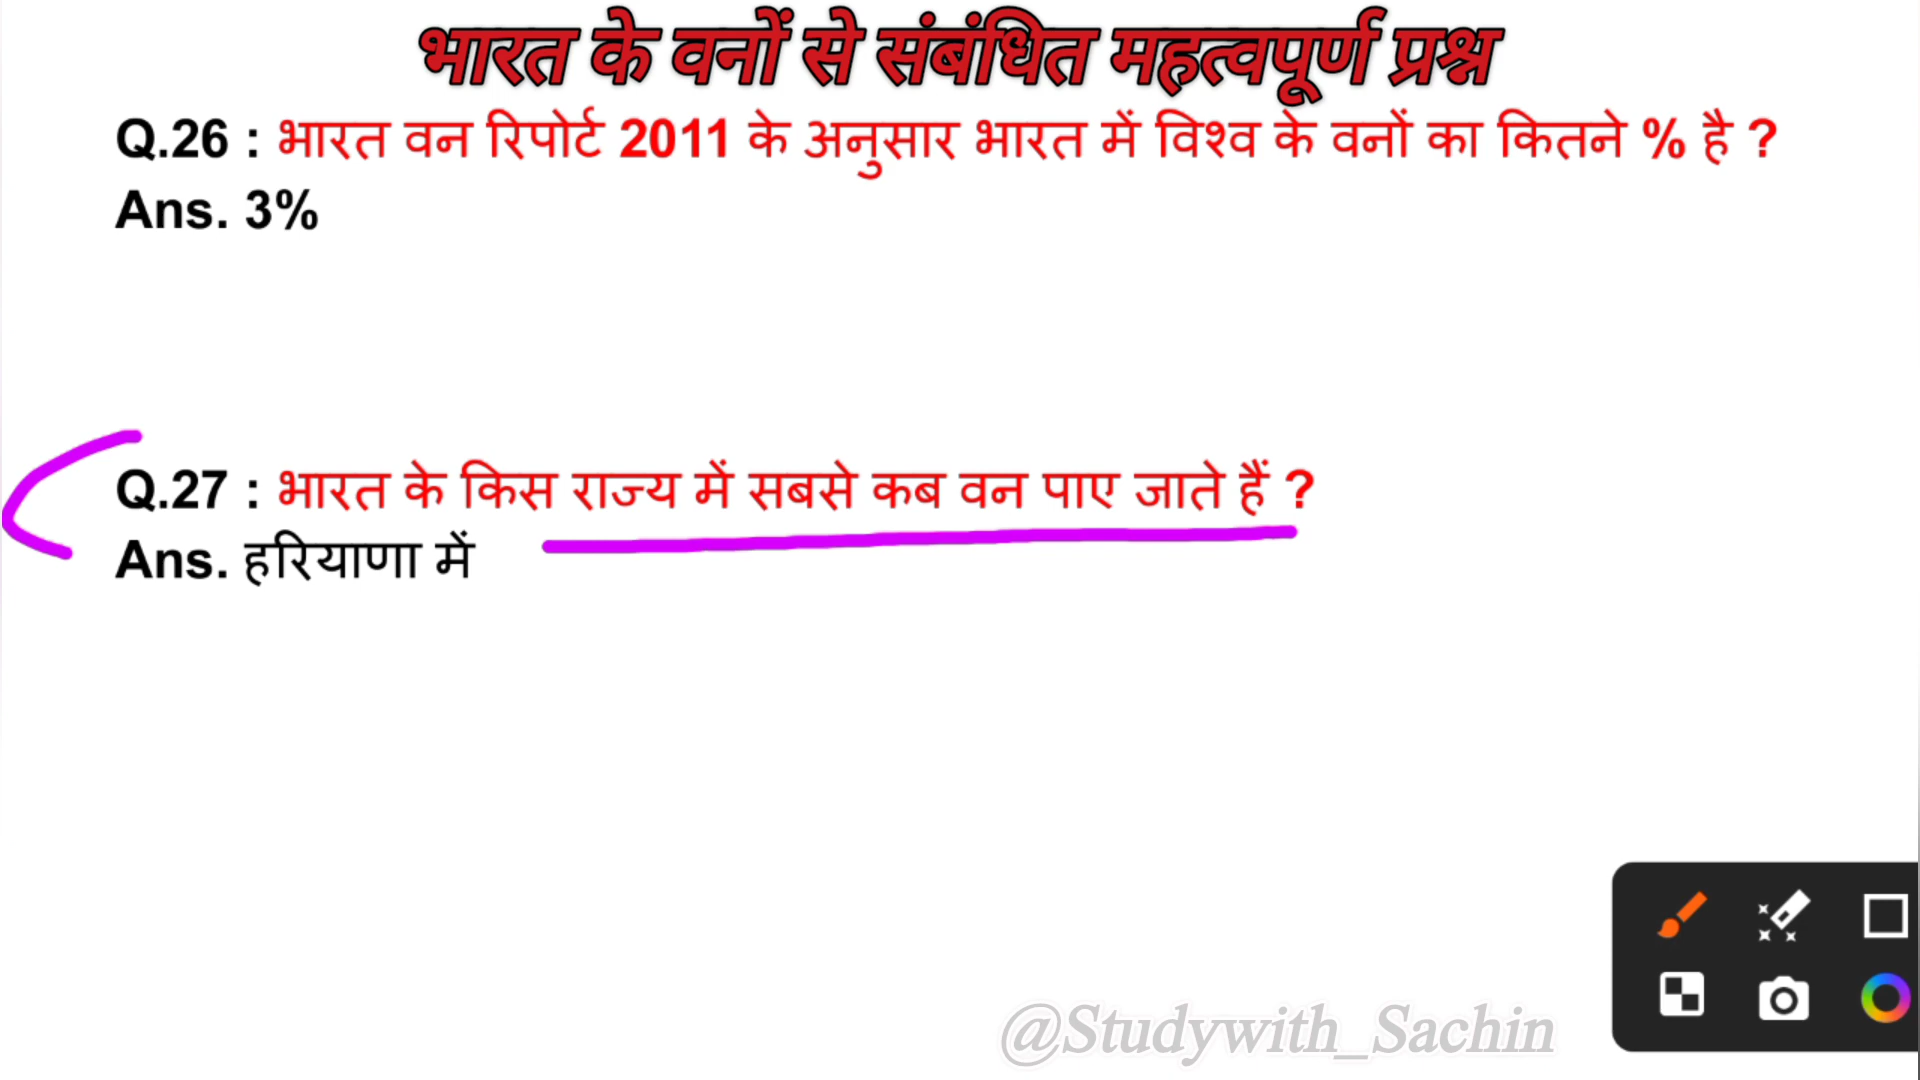 भारत के वनों से संबंधित महत्वपूर्ण प्रश्न
Q.26 : भारत वन रिपोर्ट 2011 के अनुसार भारत में विश्व के वनों का कितने % है ?
Ans. 3%
Q.27 : भारत के किस राज्य में सबसे कब वन पाए जाते हैं ?
Ans. हरियाणा में
@Studywith_Sachin